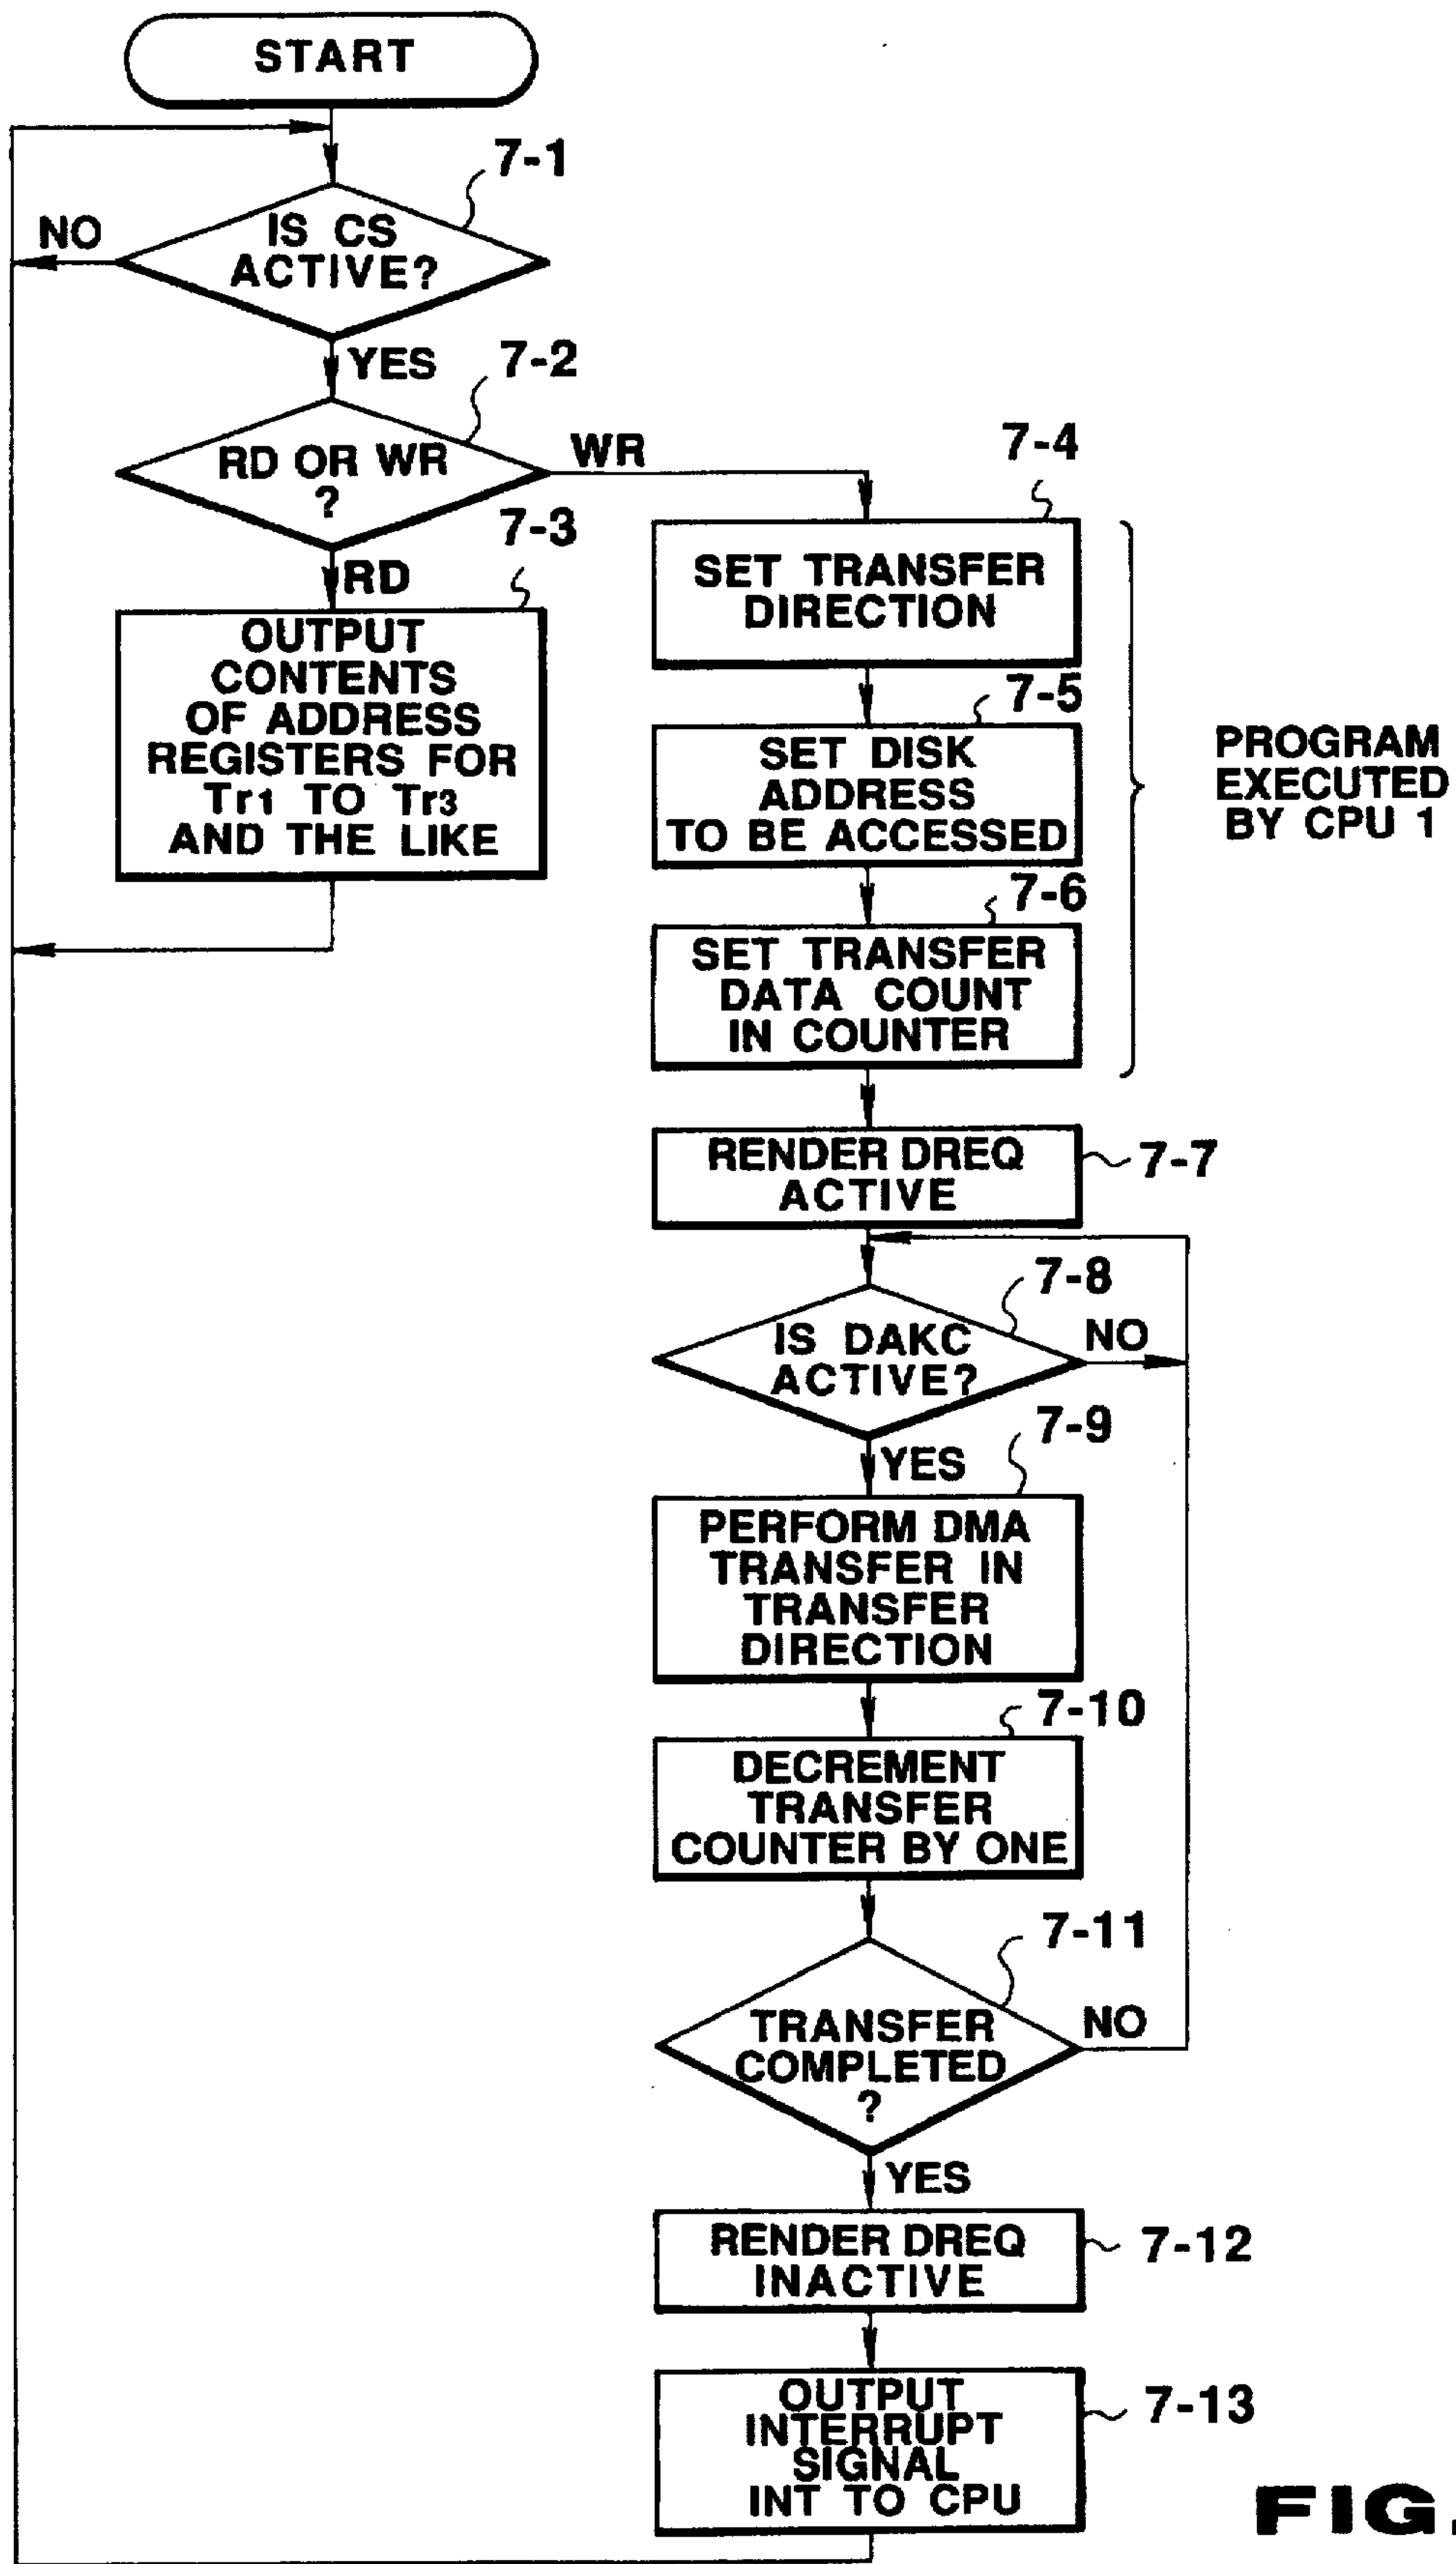 START
7-1
IS CS
ACTIVE?
NO
YES
7-2
RD OR WR
?
WR
RD
7-3
OUTPUT
CONTENTS
OF ADDRESS
REGISTERS FOR
Tr1 TO Tr3
AND THE LIKE
7-4
SET TRANSFER
DIRECTION
7-5
SET DISK
ADDRESS
TO BE ACCESSED
7-6
SET TRANSFER
DATA COUNT
IN COUNTER
PROGRAM
EXECUTED
BY CPU 1
RENDER DREQ
ACTIVE
7-7
7-8
IS DAKC
ACTIVE?
NO
YES
7-9
PERFORM DMA
TRANSFER IN
TRANSFER
DIRECTION
7-10
DECREMENT
TRANSFER
COUNTER BY ONE
7-11
TRANSFER
COMPLETED
?
NO
YES
RENDER DREQ
INACTIVE
7-12
OUTPUT
INTERRUPT
SIGNAL
INT TO CPU
7-13
FIG.